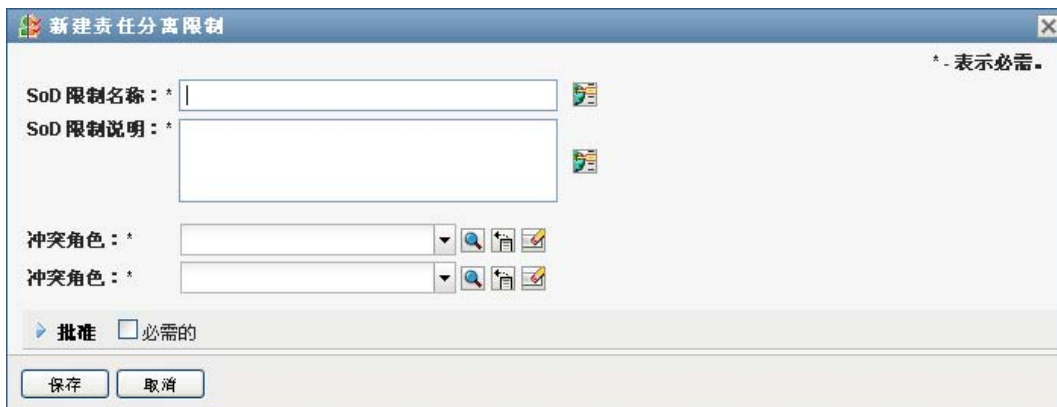 新建责任分离限制
* - 表示必需。
SoD 限制名称：*
SoD 限制说明：*
冲突角色：*
冲突角色：*
批准 必需的
保存 取消